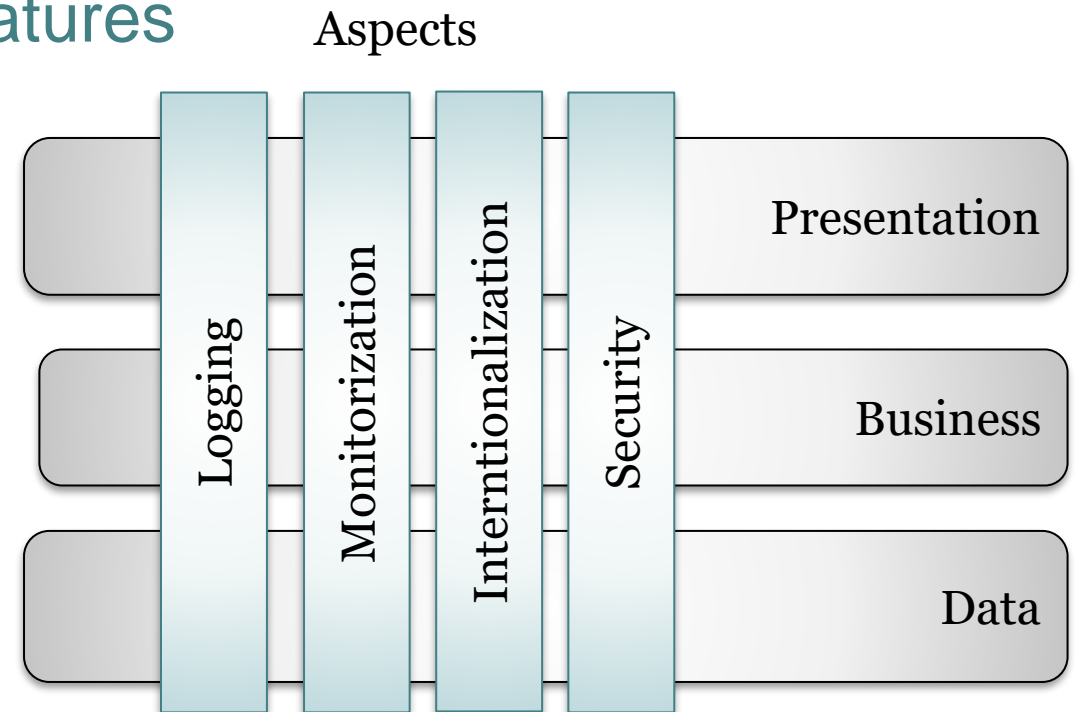 atures
Aspects
Logging
Monitorization
Interntionalization
Security
Presentation
Business
Data